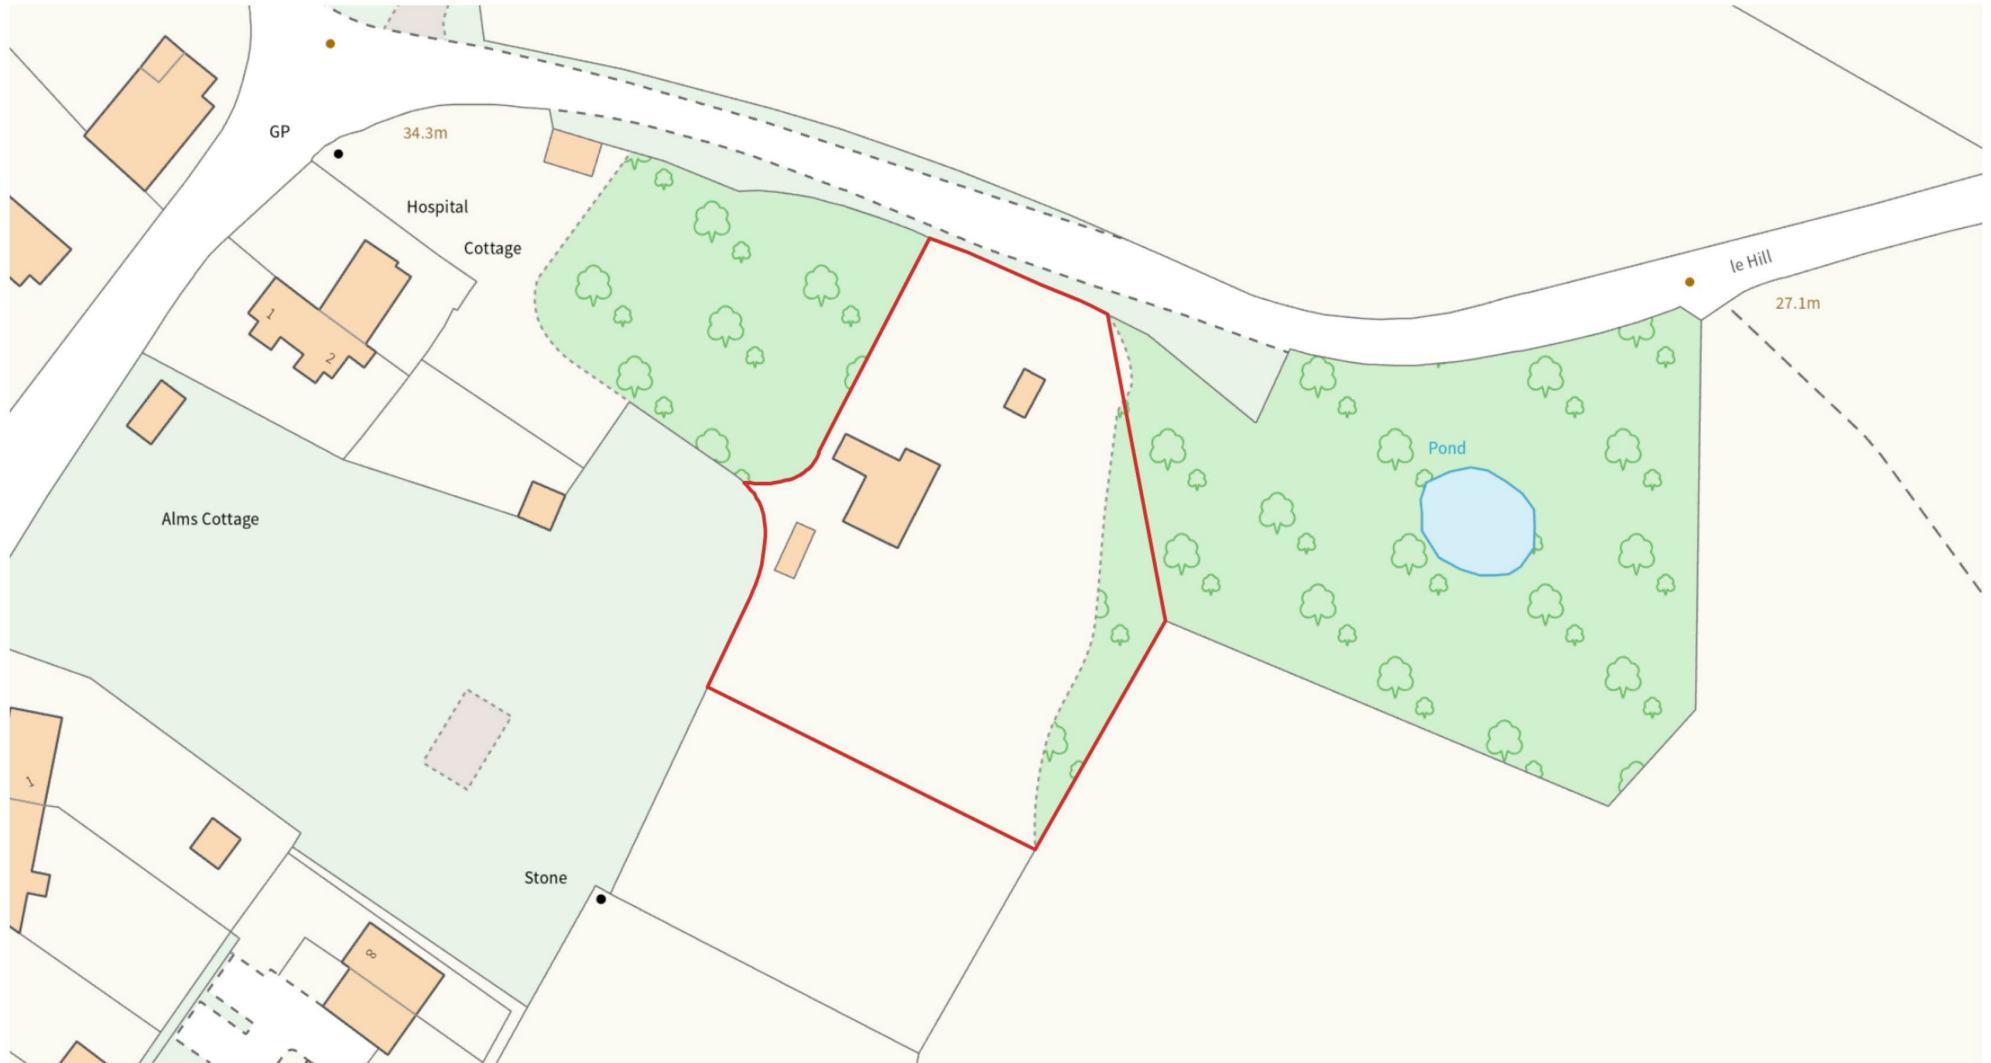 GP
34.3m
Hospital
Cottage
le Hill
27.1m
1
2
Pond
Alms Cottage
1
Stone
8